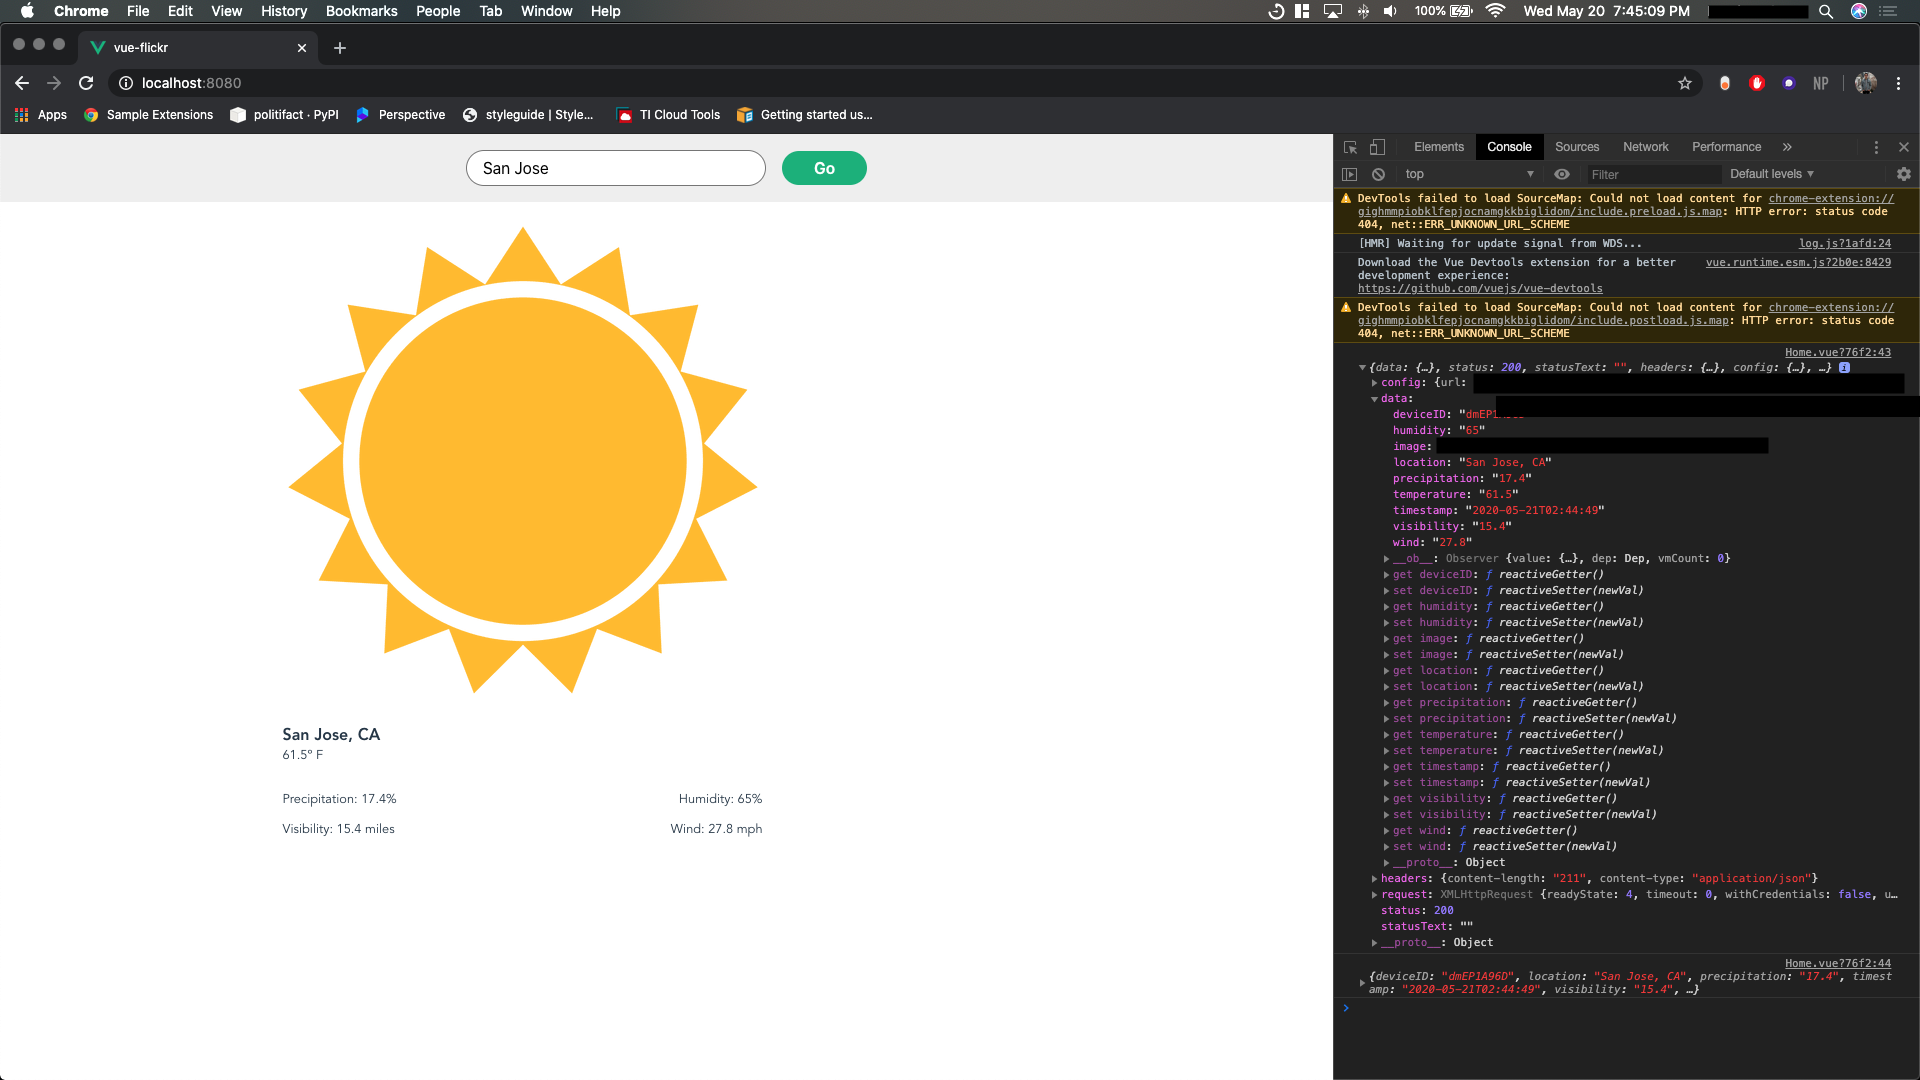 Chrome File Edit View History Bookmarks People Tab Window Help 100% Wed May 20 7:45:09 PM
vue-flickr
localhost:8080 NP
Apps Sample Extensions politifact · PyPI Perspective styleguide | Style... TI Cloud Tools Getting started us...
San Jose Go
San Jose, CA
61.5° F
Precipitation: 17.4% Humidity: 65%
Visibility: 15.4 miles Wind: 27.8 mph
Elements Console Sources Network Performance »
top Filter Default levels
DevTools failed to load SourceMap: Could not load content for chrome-extension://
gighmmpiobklfepjocnamgkkbiglidom/include.preload.js.map: HTTP error: status code
404, net::ERR_UNKNOWN_URL_SCHEME
[HMR] Waiting for update signal from WDS... log.js?1afd:24
Download the Vue Devtools extension for a better vue.runtime.esm.js?2b0e:8429
development experience:
https://github.com/vuejs/vue-devtools
DevTools failed to load SourceMap: Could not load content for chrome-extension://
gighmmpiobklfepjocnamgkkbiglidom/include.postload.js.map: HTTP error: status code
404, net::ERR_UNKNOWN_URL_SCHEME
Home.vue?76f2:43
{data: {…}, status: 200, statusText: "", headers: {…}, config: {…}, …} i
config: {url:
data:
deviceID:
humidity: "65"
image:
location: "San Jose, CA"
precipitation: "17.4"
temperature: "61.5"
timestamp: "2020-05-21T02:44:49"
visibility: "15.4"
wind: "27.8"
__ob__: Observer {value: {…}, dep: Dep, vmCount: 0}
get deviceID: ƒ reactiveGetter()
set deviceID: ƒ reactiveSetter(newVal)
get humidity: ƒ reactiveGetter()
set humidity: ƒ reactiveSetter(newVal)
get image: ƒ reactiveGetter()
set image: ƒ reactiveSetter(newVal)
get location: ƒ reactiveGetter()
set location: ƒ reactiveSetter(newVal)
get precipitation: ƒ reactiveGetter()
set precipitation: ƒ reactiveSetter(newVal)
get temperature: ƒ reactiveGetter()
set temperature: ƒ reactiveSetter(newVal)
get timestamp: ƒ reactiveGetter()
set timestamp: ƒ reactiveSetter(newVal)
get visibility: ƒ reactiveGetter()
set visibility: ƒ reactiveSetter(newVal)
get wind: ƒ reactiveGetter()
set wind: ƒ reactiveSetter(newVal)
__proto__: Object
headers: {content-length: "211", content-type: "application/json"}
request: XMLHttpRequest {readyState: 4, timeout: 0, withCredentials: false, u…
status: 200
statusText: ""
__proto__: Object
Home.vue?76f2:44
{deviceID: "dmEP1A96D", location: "San Jose, CA", precipitation: "17.4", timest
amp: "2020-05-21T02:44:49", visibility: "15.4", …}